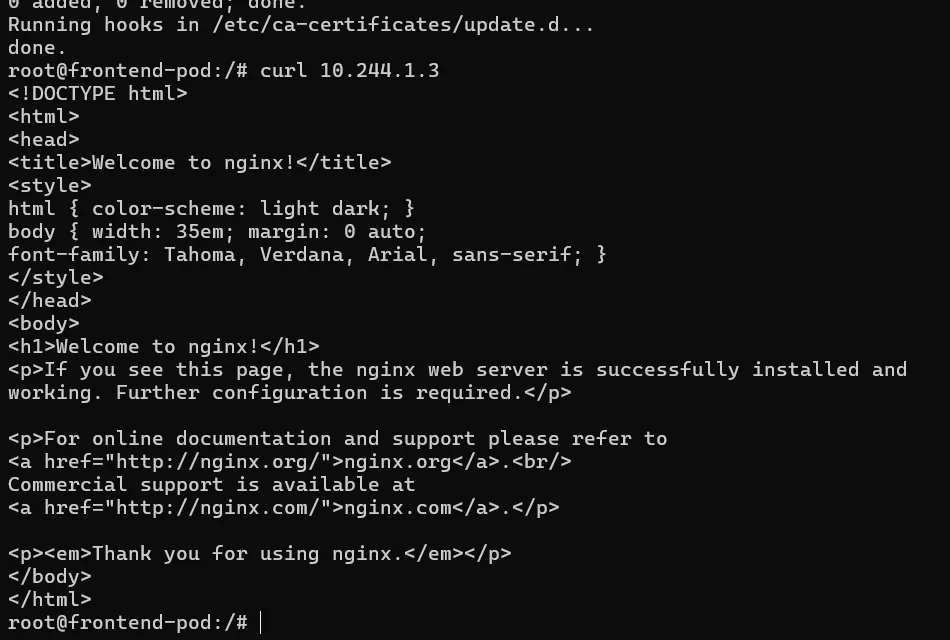 0 added, 0 removed; done.
Running hooks in /etc/ca-certificates/update.d...
done.
root@frontend-pod:/# curl 10.244.1.3
<!DOCTYPE html>
<html>
<head>
<title>Welcome to nginx!</title>
<style>
html { color-scheme: light dark; }
body { width: 35em; margin: 0 auto;
font-family: Tahoma, Verdana, Arial, sans-serif; }
</style>
</head>
<body>
<h1>Welcome to nginx!</h1>
<p>If you see this page, the nginx web server is successfully installed and
working. Further configuration is required.</p>

<p>For online documentation and support please refer to
<a href="http://nginx.org/">nginx.org</a>.<br/>
Commercial support is available at
<a href="http://nginx.com/">nginx.com</a>.</p>

<p><em>Thank you for using nginx.</em></p>
</body>
</html>
root@frontend-pod:/#